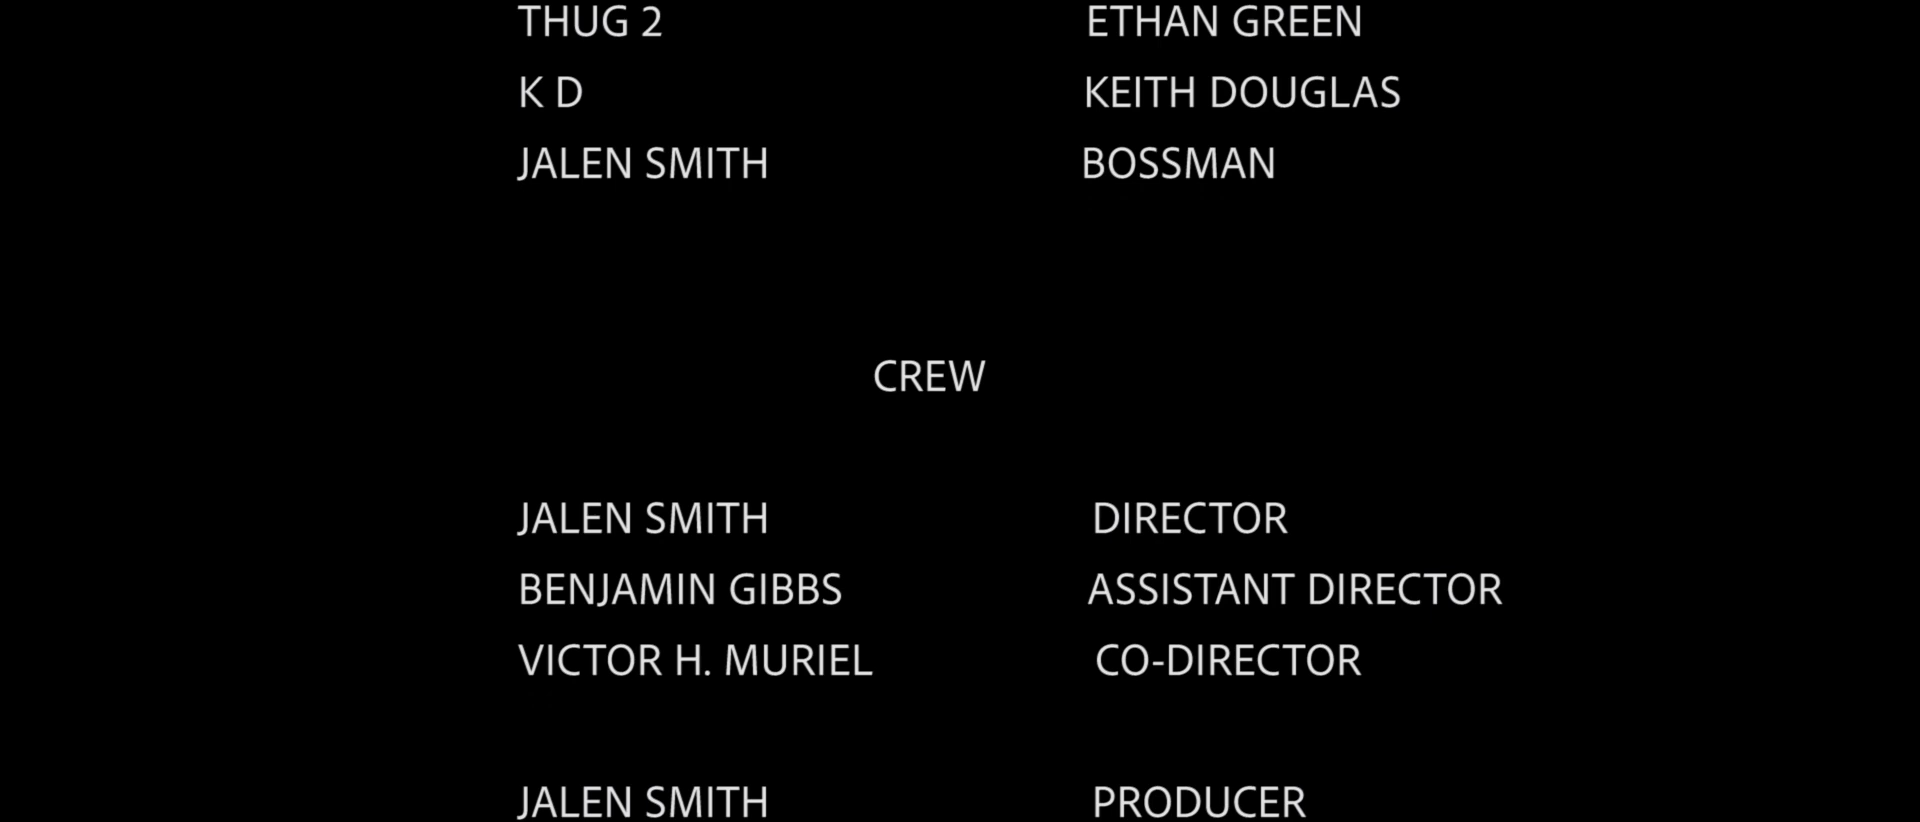 THUG 2 ETHAN GREEN
K D KEITH DOUGLAS
JALEN SMITH BOSSMAN
CREW
JALEN SMITH DIRECTOR
BENJAMIN GIBBS ASSISTANT DIRECTOR
VICTOR H. MURIEL CO-DIRECTOR
JALEN SMITH PRODUCER